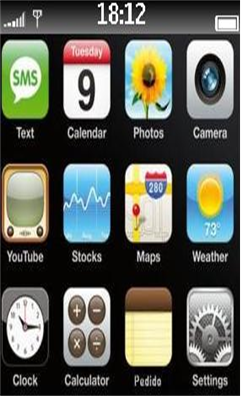 18:12
SMS
Tuesday
9
280
73°
Text Calendar Photos Camera
YouTube Stocks Maps Weather
Clock Calculator Pedido Settings